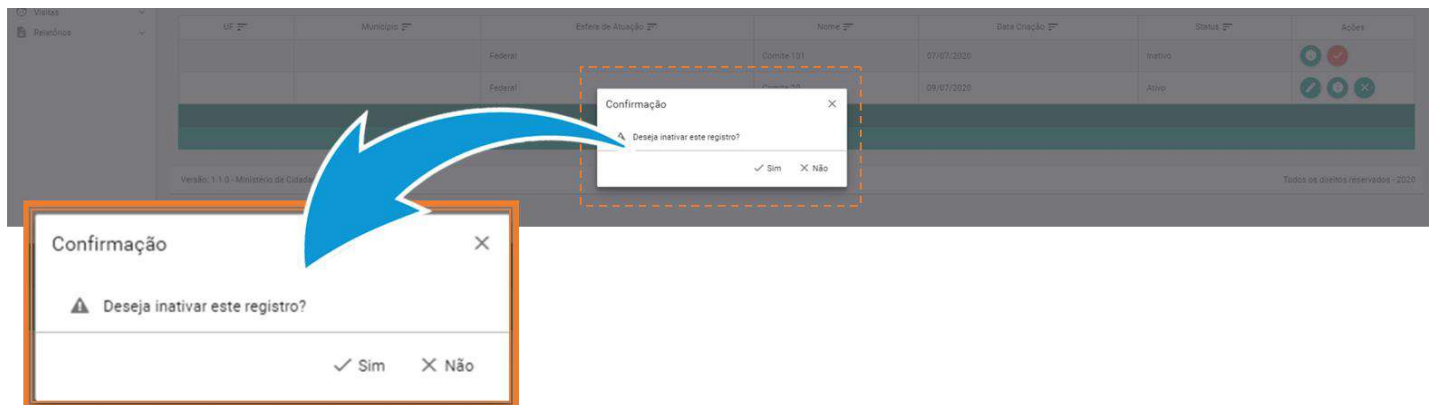 Visitas
Relatórios
UF Município Esfera de Atuação Nome Data Criação Status Ações
Federal Comite 101 07/07/2020 Inativo
Federal 09/07/2020 Ativo
Confirmação
Deseja inativar este registro?
Sim Não
Versão: 1.1.0 - Ministério da Todos os direitos reservados - 2020
Confirmação
Deseja inativar este registro?
Sim Não